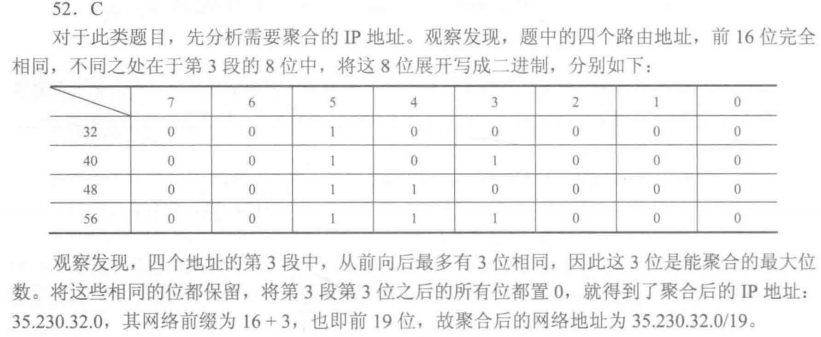 52．C
对于此类题目，先分析需要聚合的 IP 地址。观察发现，题中的四个路由地址，前 16 位完全
相同，不同之处在于第 3 段的 8 位中，将这 8 位展开写成二进制，分别如下：
7 6 5 4 3 2 1 0
32 0 0 1 0 0 0 0 0
40 0 0 1 0 1 0 0 0
48 0 0 1 1 0 0 0 0
56 0 0 1 1 1 0 0 0
观察发现，四个地址的第 3 段中，从前向后最多有 3 位相同，因此这 3 位是能聚合的最大位
数。将这些相同的位都保留，将第 3 段第 3 位之后的所有位都置 0，就得到了聚合后的 IP 地址：
35.230.32.0，其网络前缀为 16 + 3，也即前 19 位，故聚合后的网络地址为 35.230.32.0/19。